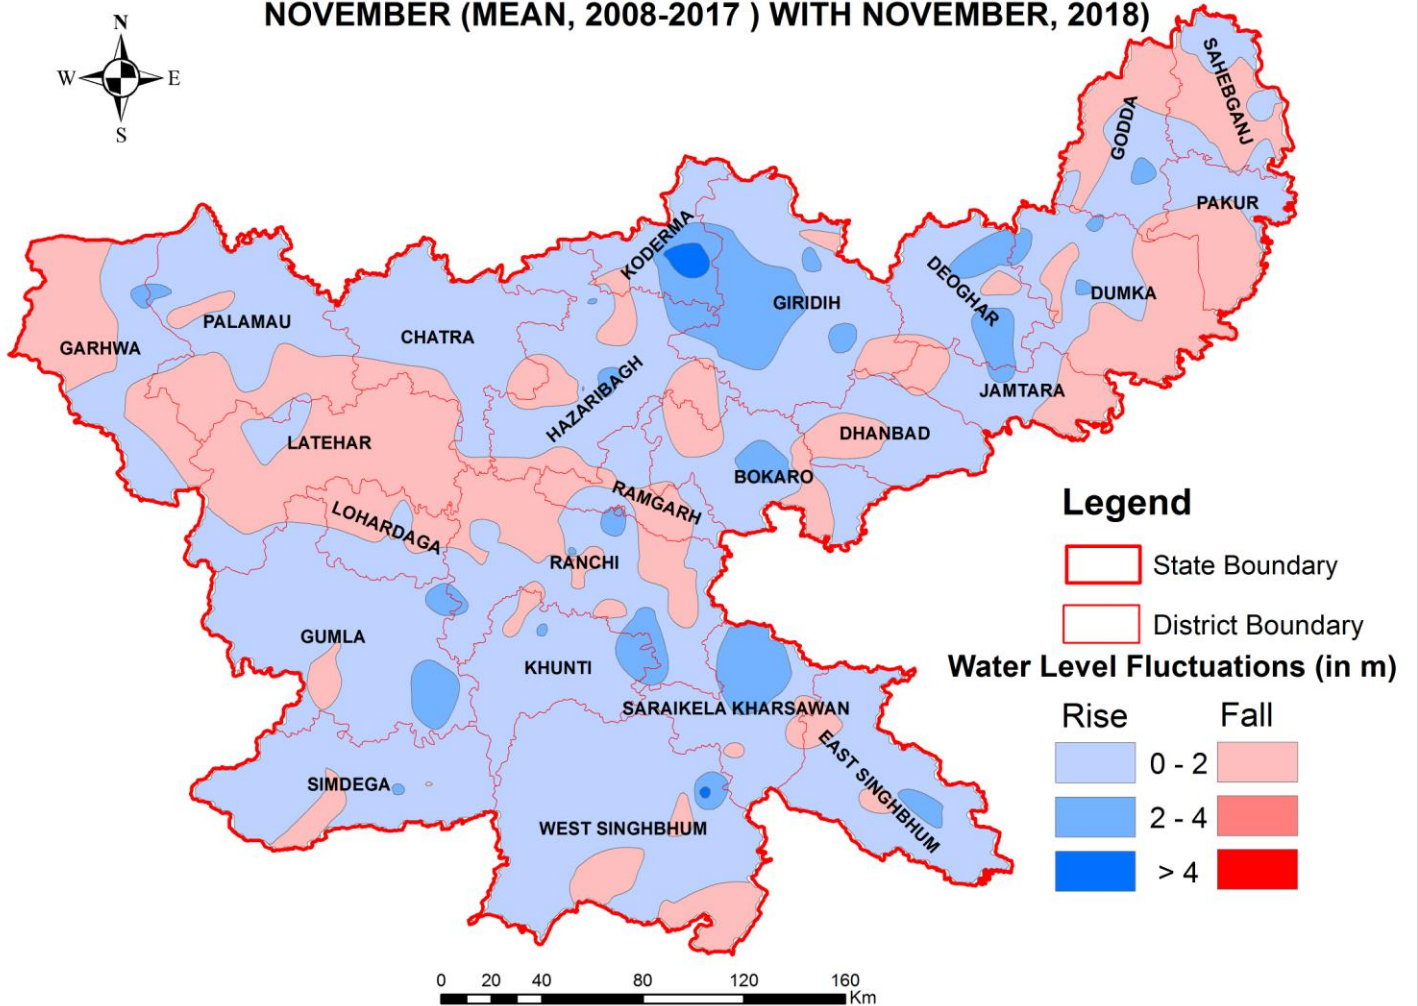 NOVEMBER (MEAN, 2008-2017 ) WITH NOVEMBER, 2018)
N
W E
S
SAHEBGANJ
GODDA
PAKUR
KODERMA
DEOGHAR
DUMKA
GIRIDIH
PALAMAU
CHATRA
GARHWA
HAZARIBAGH
JAMTARA
LATEHAR
DHANBAD
BOKARO
RAMGARH
LOHARDAGA
RANCHI
GUMLA
KHUNTI
SARAIKELA KHARSAWAN
EAST SINGHBHUM
SIMDEGA
WEST SINGHBHUM
Legend
State Boundary
District Boundary
Water Level Fluctuations (in m)
Rise Fall
0 - 2
2 - 4
> 4
0 20 40 80 120 160
Km